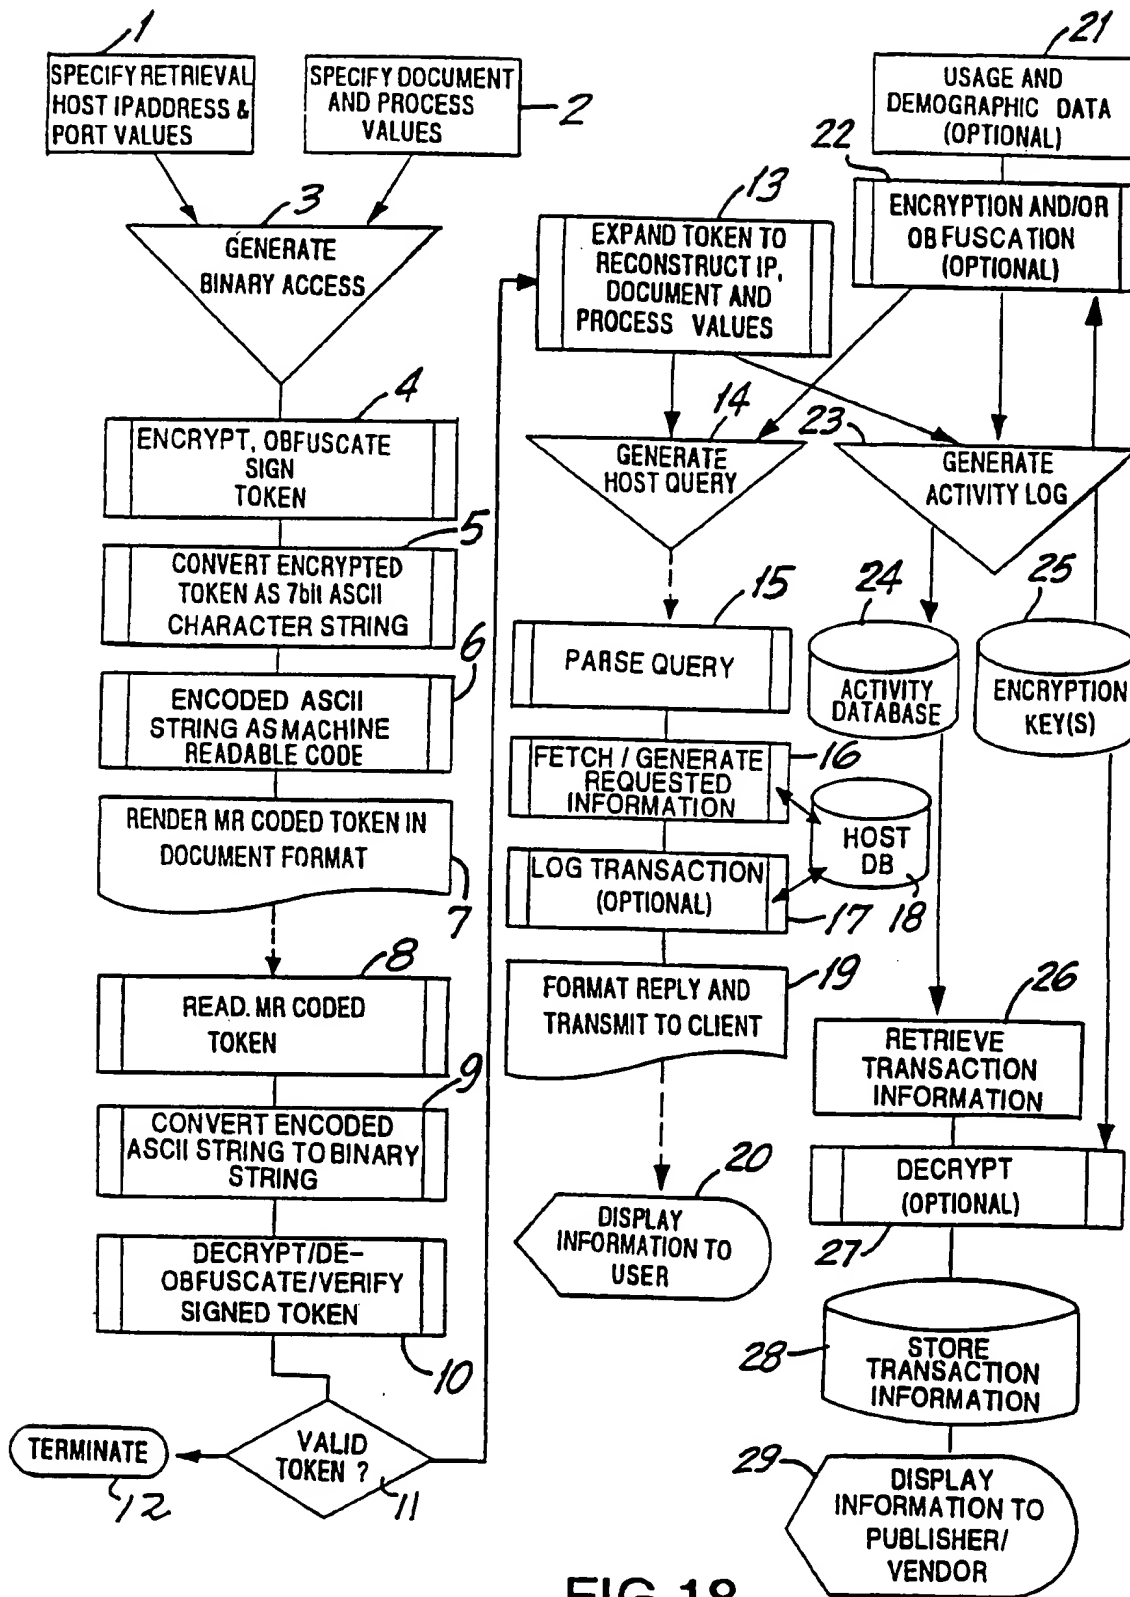 1
SPECIFY RETRIEVAL
HOST IPADDRESS &
PORT VALUES
SPECIFY DOCUMENT
AND PROCESS
VALUES
2
3
GENERATE
BINARY ACCESS
4
ENCRYPT, OBFUSCATE
SIGN
TOKEN
5
CONVERT ENCRYPTED
TOKEN AS 7bit ASCII
CHARACTER STRING
6
ENCODED ASCII
STRING AS MACHINE
READABLE CODE
RENDER MR CODED TOKEN IN
DOCUMENT FORMAT
7
8
READ. MR CODED
TOKEN
9
CONVERT ENCODED
ASCII STRING TO BINARY
STRING
DECRYPT/DE-
OBFUSCATE/VERIFY
SIGNED TOKEN
10
VALID
TOKEN ?
11
TERMINATE
12
13
EXPAND TOKEN TO
RECONSTRUCT IP,
DOCUMENT AND
PROCESS VALUES
14
GENERATE
HOST QUERY
15
PARSE QUERY
FETCH / GENERATE
REQUESTED
INFORMATION
16
LOG TRANSACTION
(OPTIONAL)
17
HOST
DB
18
19
FORMAT REPLY AND
TRANSMIT TO CLIENT
20
DISPLAY
INFORMATION TO
USER
21
USAGE AND
DEMOGRAPHIC DATA
(OPTIONAL)
22
ENCRYPTION AND/OR
OBFUSCATION
(OPTIONAL)
23
GENERATE
ACTIVITY LOG
24
ACTIVITY
DATABASE
25
ENCRYPTION
KEY(S)
26
RETRIEVE
TRANSACTION
INFORMATION
DECRYPT
(OPTIONAL)
27
28
STORE
TRANSACTION
INFORMATION
29
DISPLAY
INFORMATION TO
PUBLISHER/
VENDOR
FIG.18